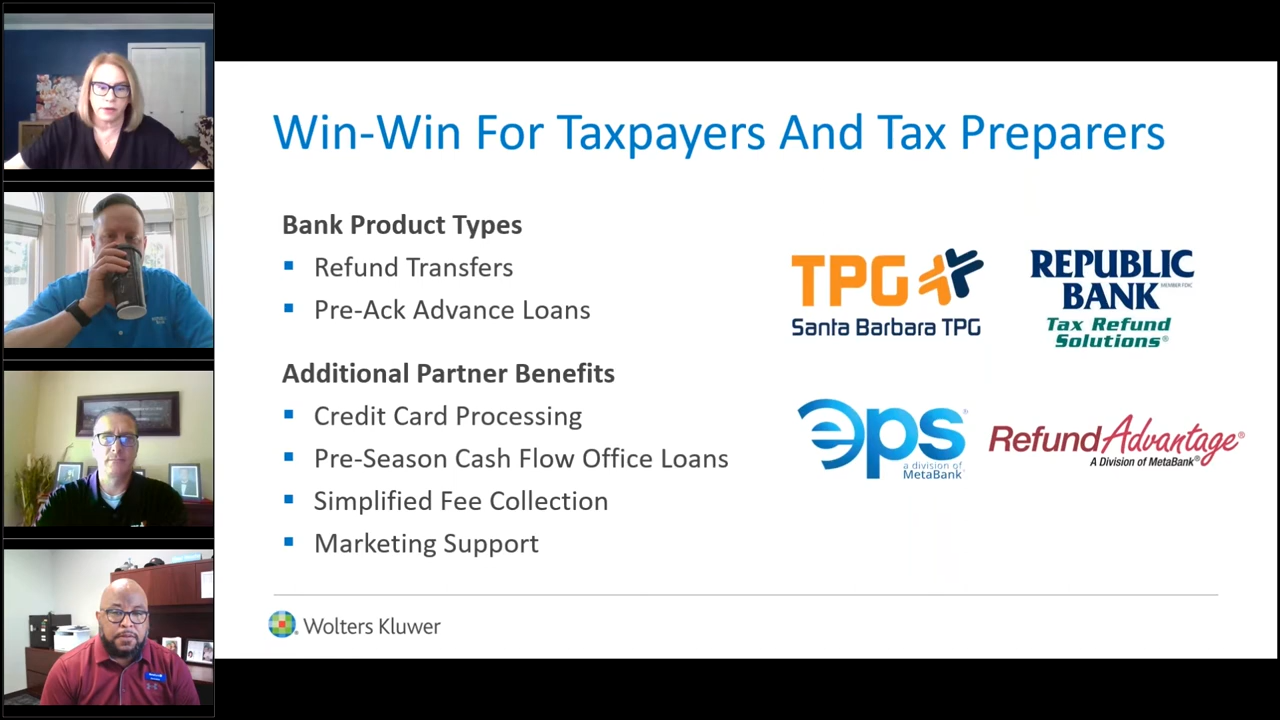 Win-Win For Taxpayers And Tax Preparers
Bank Product Types
Refund Transfers
Pre-Ack Advance Loans
Additional Partner Benefits
Credit Card Processing
Pre-Season Cash Flow Office Loans
Simplified Fee Collection
Marketing Support
TPG
Santa Barbara TPG
REPUBLIC
BANK MEMBER FDIC
Tax Refund
Solutions®
eps®
a division of
MetaBank®
RefundAdvantage®
A Division of MetaBank®
Wolters Kluwer